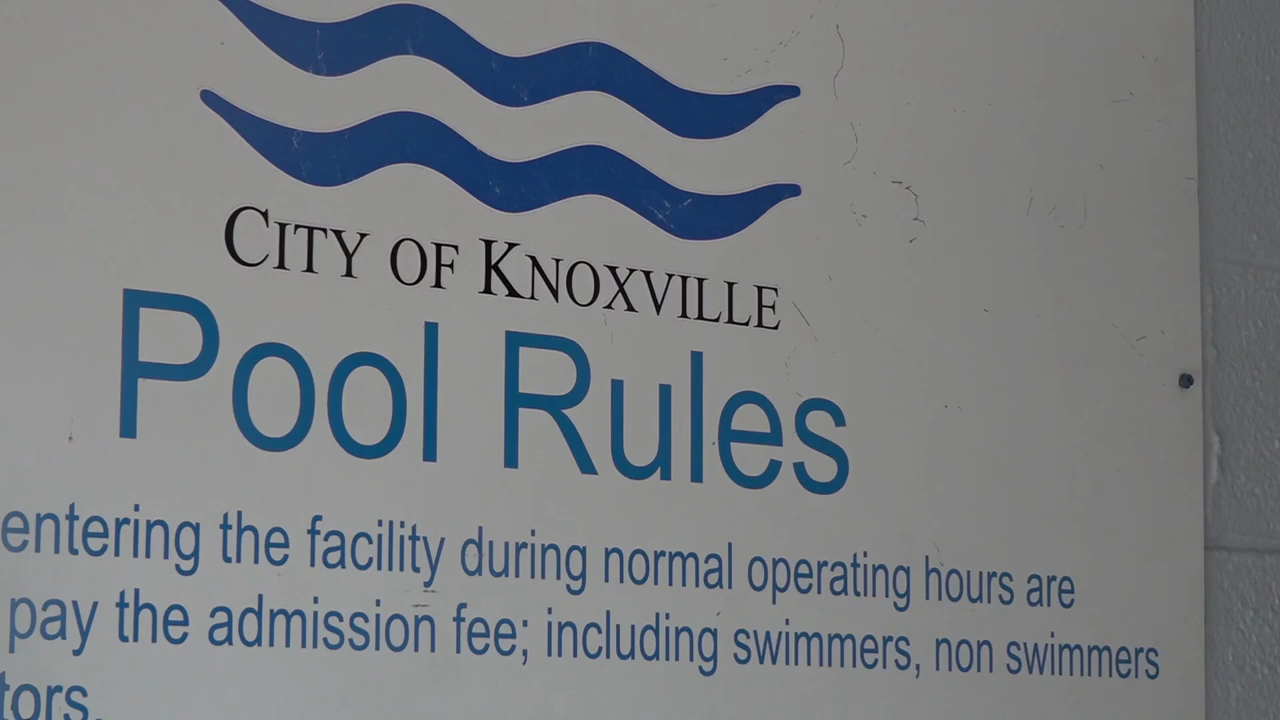 CITY OF KNOXVILLE
Pool Rules
entering the facility during normal operating hours are
pay the admission fee; including swimmers, non swimmers
tors.